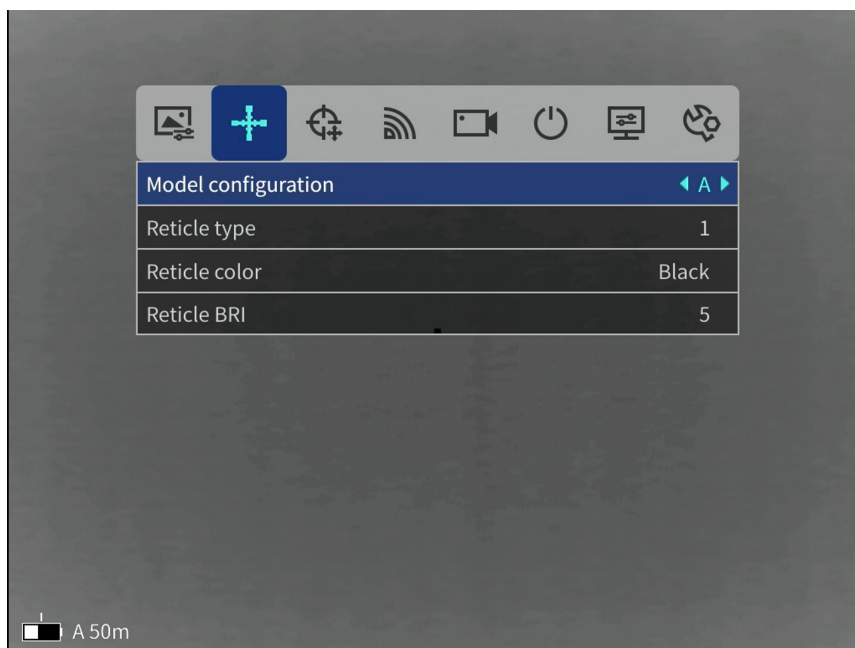 Model configuration A
Reticle type 1
Reticle color Black
Reticle BRI 5
A 50m